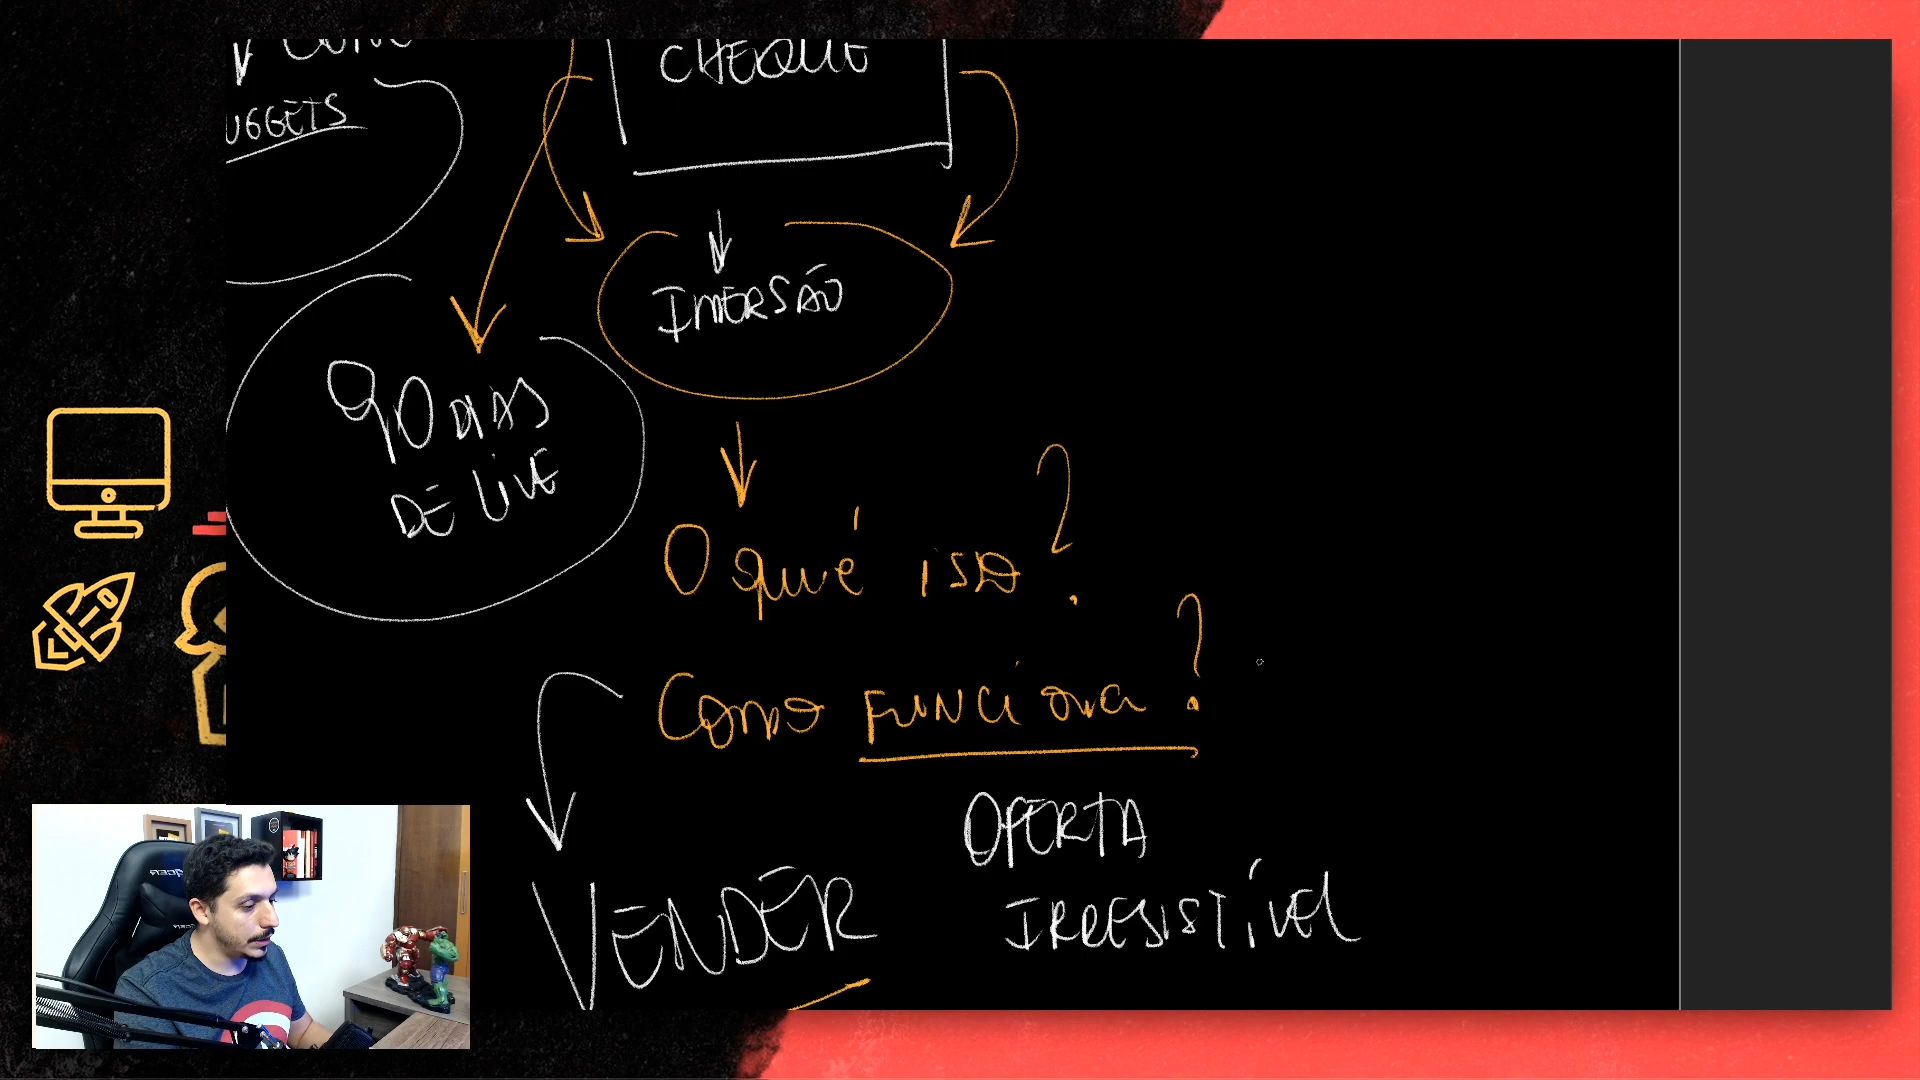 CHEQUE
UGGETS
IMERSÃO
90 DIAS
DE LIVE
O que é isso?
Como FUNCIONA?
OFERTA
IRRESISTÍVEL
VENDER